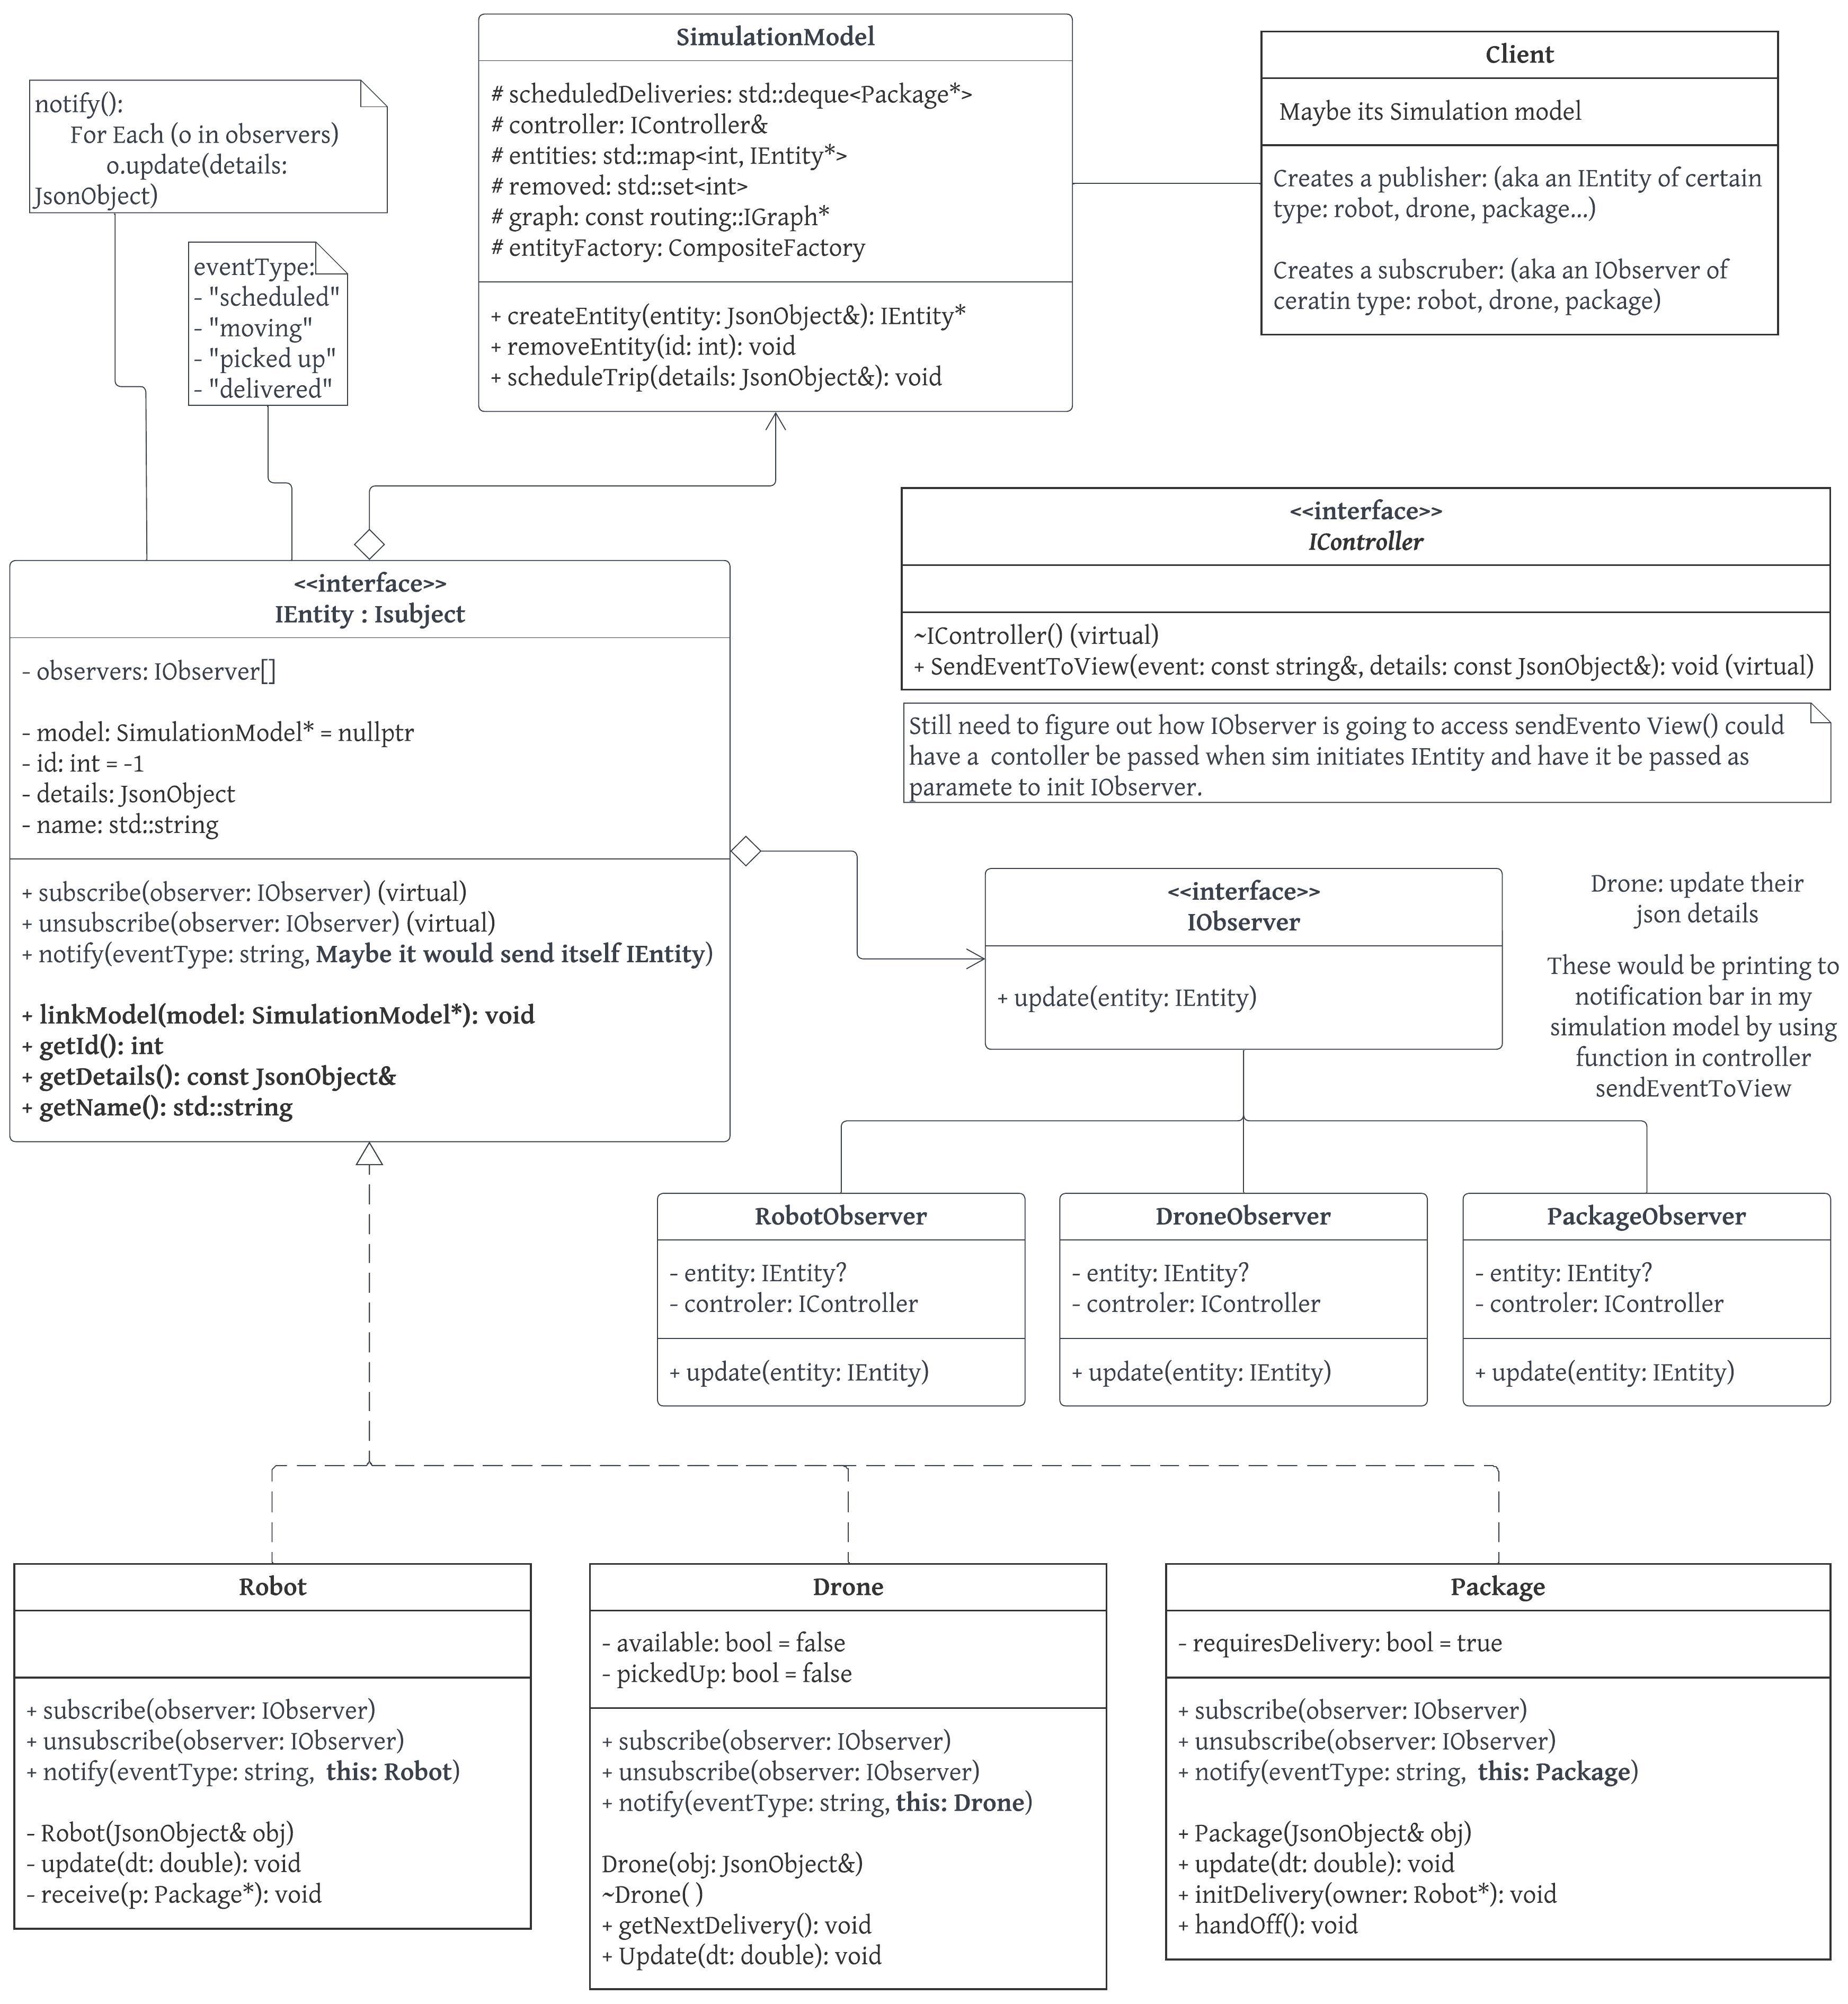 SimulationModel
# scheduledDeliveries: std::deque<Package*>
# controller: IController&
# entities: std::map<int, IEntity*>
# removed: std::set<int>
# graph: const routing::IGraph*
# entityFactory: CompositeFactory
+ createEntity(entity: JsonObject&): IEntity*
+ removeEntity(id: int): void
+ scheduleTrip(details: JsonObject&): void
Client
Maybe its Simulation model
Creates a publisher: (aka an IEntity of certain
type: robot, drone, package...)
Creates a subscruber: (aka an IObserver of
ceratin type: robot, drone, package)
notify():
For Each (o in observers)
o.update(details:
JsonObject)
eventType:
- "scheduled"
- "moving"
- "picked up"
- "delivered"
<<interface>>
IController
~IController() (virtual)
+ SendEventToView(event: const string&, details: const JsonObject&): void (virtual)
Still need to figure out how IObserver is going to access sendEvento View() could
have a  contoller be passed when sim initiates IEntity and have it be passed as
paramete to init IObserver.
<<interface>>
IEntity : Isubject
- observers: IObserver[]
- model: SimulationModel* = nullptr
- id: int = -1
- details: JsonObject
- name: std::string
+ subscribe(observer: IObserver) (virtual)
+ unsubscribe(observer: IObserver) (virtual)
+ notify(eventType: string, Maybe it would send itself IEntity)
+ linkModel(model: SimulationModel*): void
+ getId(): int
+ getDetails(): const JsonObject&
+ getName(): std::string
<<interface>>
IObserver
+ update(entity: IEntity)
Drone: update their
json details
These would be printing to
notification bar in my
simulation model by using
function in controller
sendEventToView
RobotObserver
- entity: IEntity?
- controler: IController
+ update(entity: IEntity)
DroneObserver
- entity: IEntity?
- controler: IController
+ update(entity: IEntity)
PackageObserver
- entity: IEntity?
- controler: IController
+ update(entity: IEntity)
Robot
+ subscribe(observer: IObserver)
+ unsubscribe(observer: IObserver)
+ notify(eventType: string,  this: Robot)
- Robot(JsonObject& obj)
- update(dt: double): void
- receive(p: Package*): void
Drone
- available: bool = false
- pickedUp: bool = false
+ subscribe(observer: IObserver)
+ unsubscribe(observer: IObserver)
+ notify(eventType: string, this: Drone)
Drone(obj: JsonObject&)
~Drone( )
+ getNextDelivery(): void
+ Update(dt: double): void
Package
- requiresDelivery: bool = true
+ subscribe(observer: IObserver)
+ unsubscribe(observer: IObserver)
+ notify(eventType: string,  this: Package)
+ Package(JsonObject& obj)
+ update(dt: double): void
+ initDelivery(owner: Robot*): void
+ handOff(): void